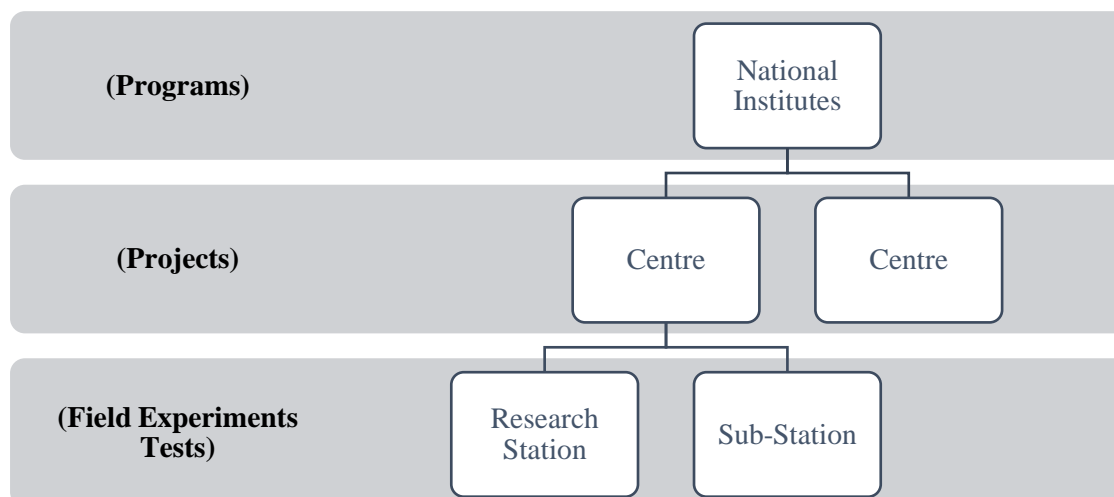 (Programs)
National
Institutes
(Projects)
Centre
Centre
(Field Experiments
Tests)
Research
Station
Sub-Station